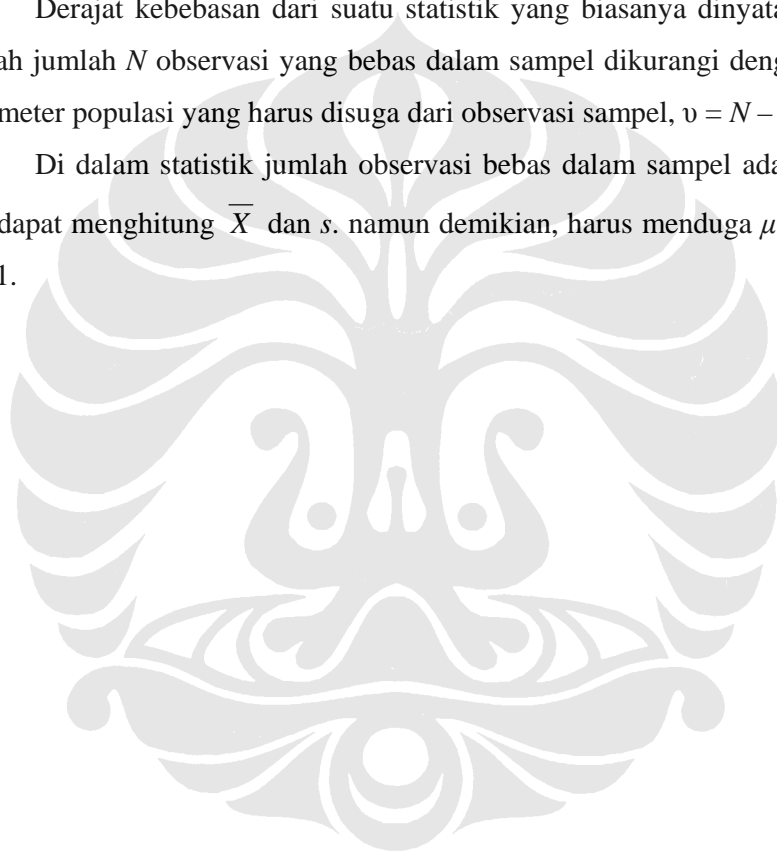 Derajat kebebasan dari suatu statistik yang biasanya dinyata
ah jumlah N observasi yang bebas dalam sampel dikurangi deng
meter populasi yang harus disuga dari observasi sampel, υ = N –
Di dalam statistik jumlah observasi bebas dalam sampel ada
dapat menghitung X̅ dan s. namun demikian, harus menduga μ
1.